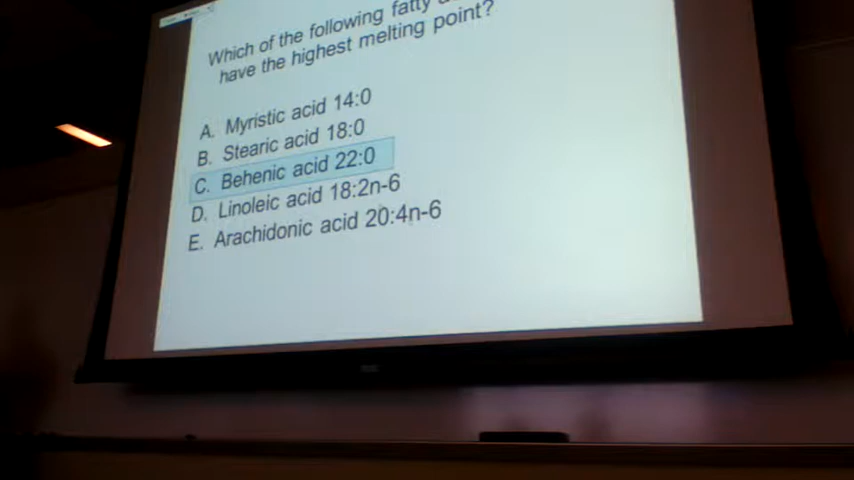 Which of the following fatty
have the highest melting point?
A. Myristic acid 14:0
B. Stearic acid 18:0
C. Behenic acid 22:0
D. Linoleic acid 18:2n-6
E. Arachidonic acid 20:4n-6